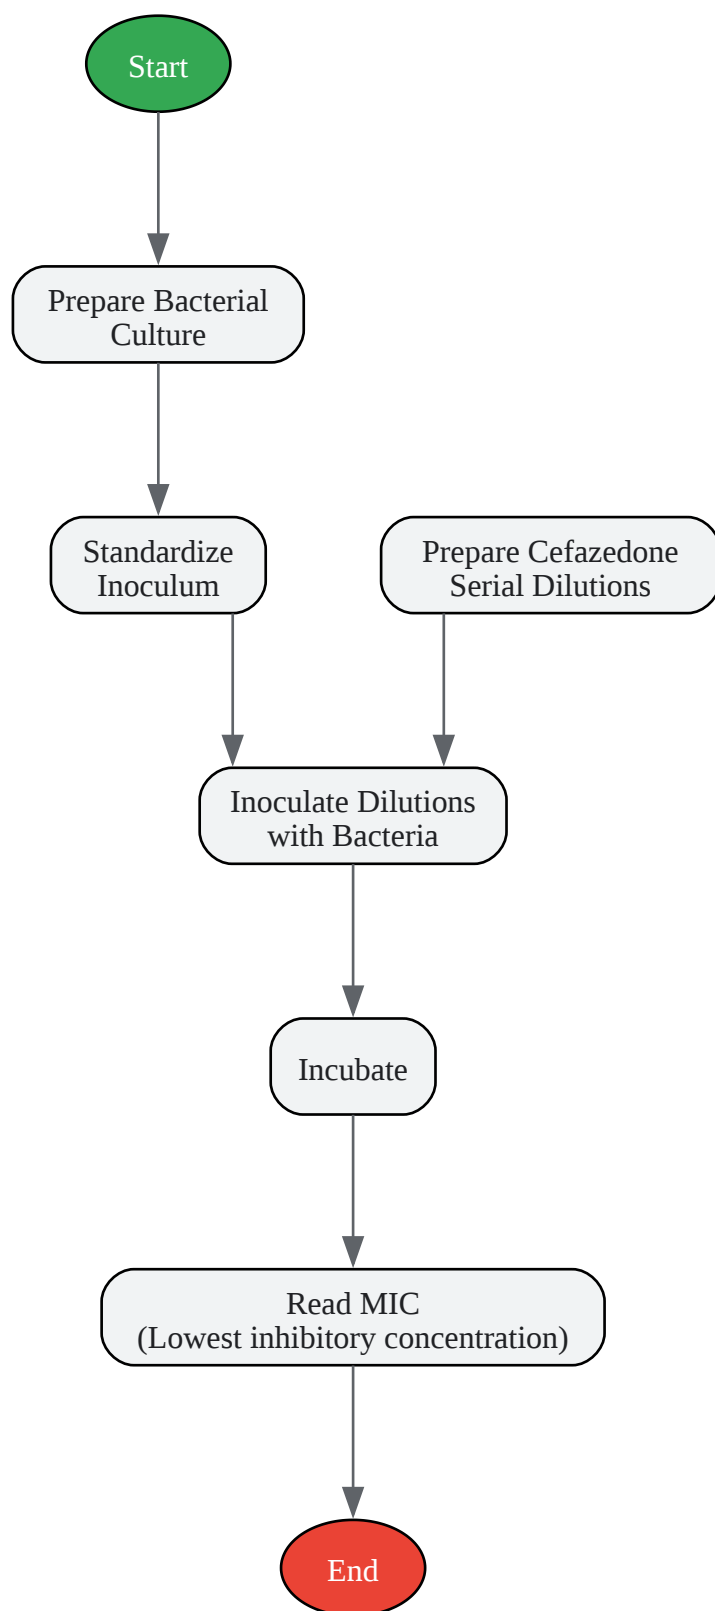 Start
Prepare Bacterial
Culture
Standardize
Inoculum
Prepare Cefazedone
Serial Dilutions
Inoculate Dilutions
with Bacteria
Incubate
Read MIC
(Lowest inhibitory concentration)
End